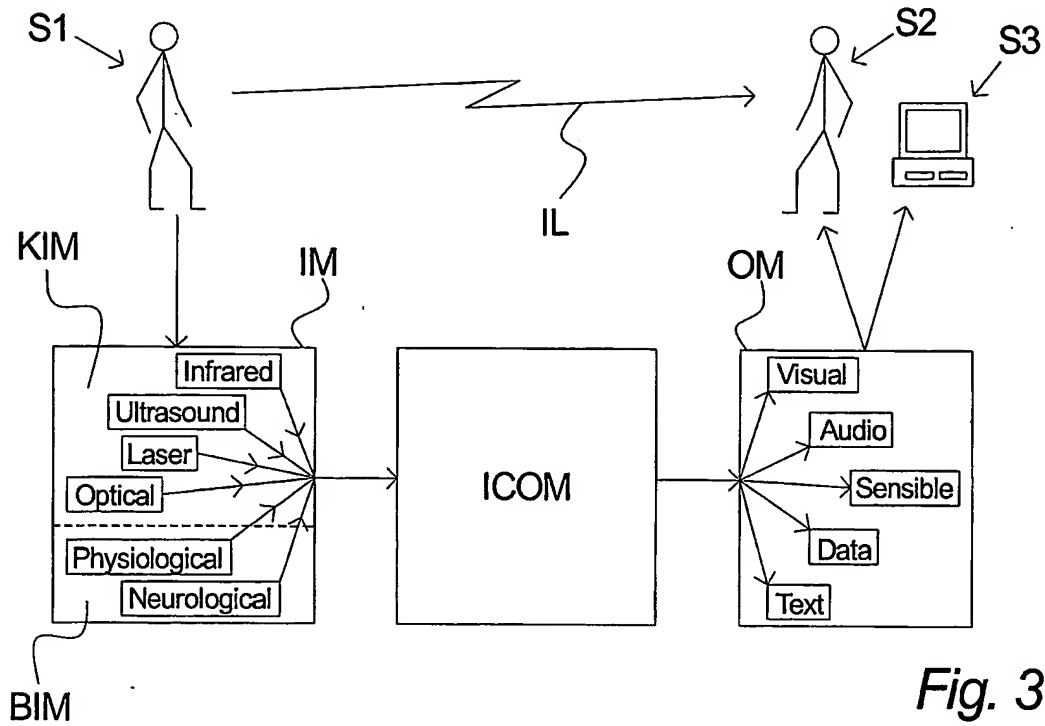 S1
S2
S3
IL
KIM
IM
OM
Infrared
Ultrasound
Laser
Optical
Physiological
Neurological
ICOM
Visual
Audio
Sensible
Data
Text
BIM
Fig. 3